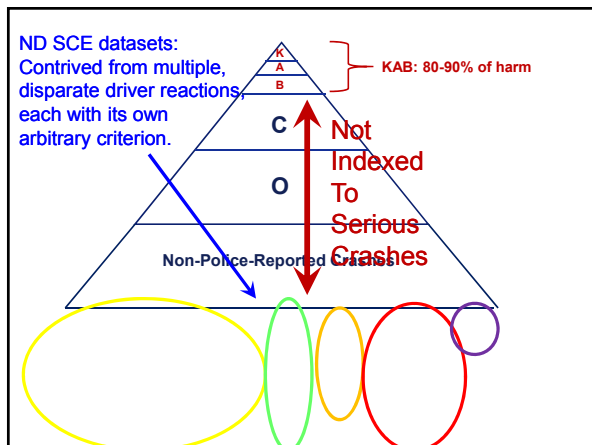 ND SCE datasets:
Contrived from multiple,
disparate driver reactions,
each with its own
arbitrary criterion.
K
A
B
KAB: 80-90% of harm
C
O
Not
Indexed
To
Serious
Crashes
Non-Police-Reported Crashes